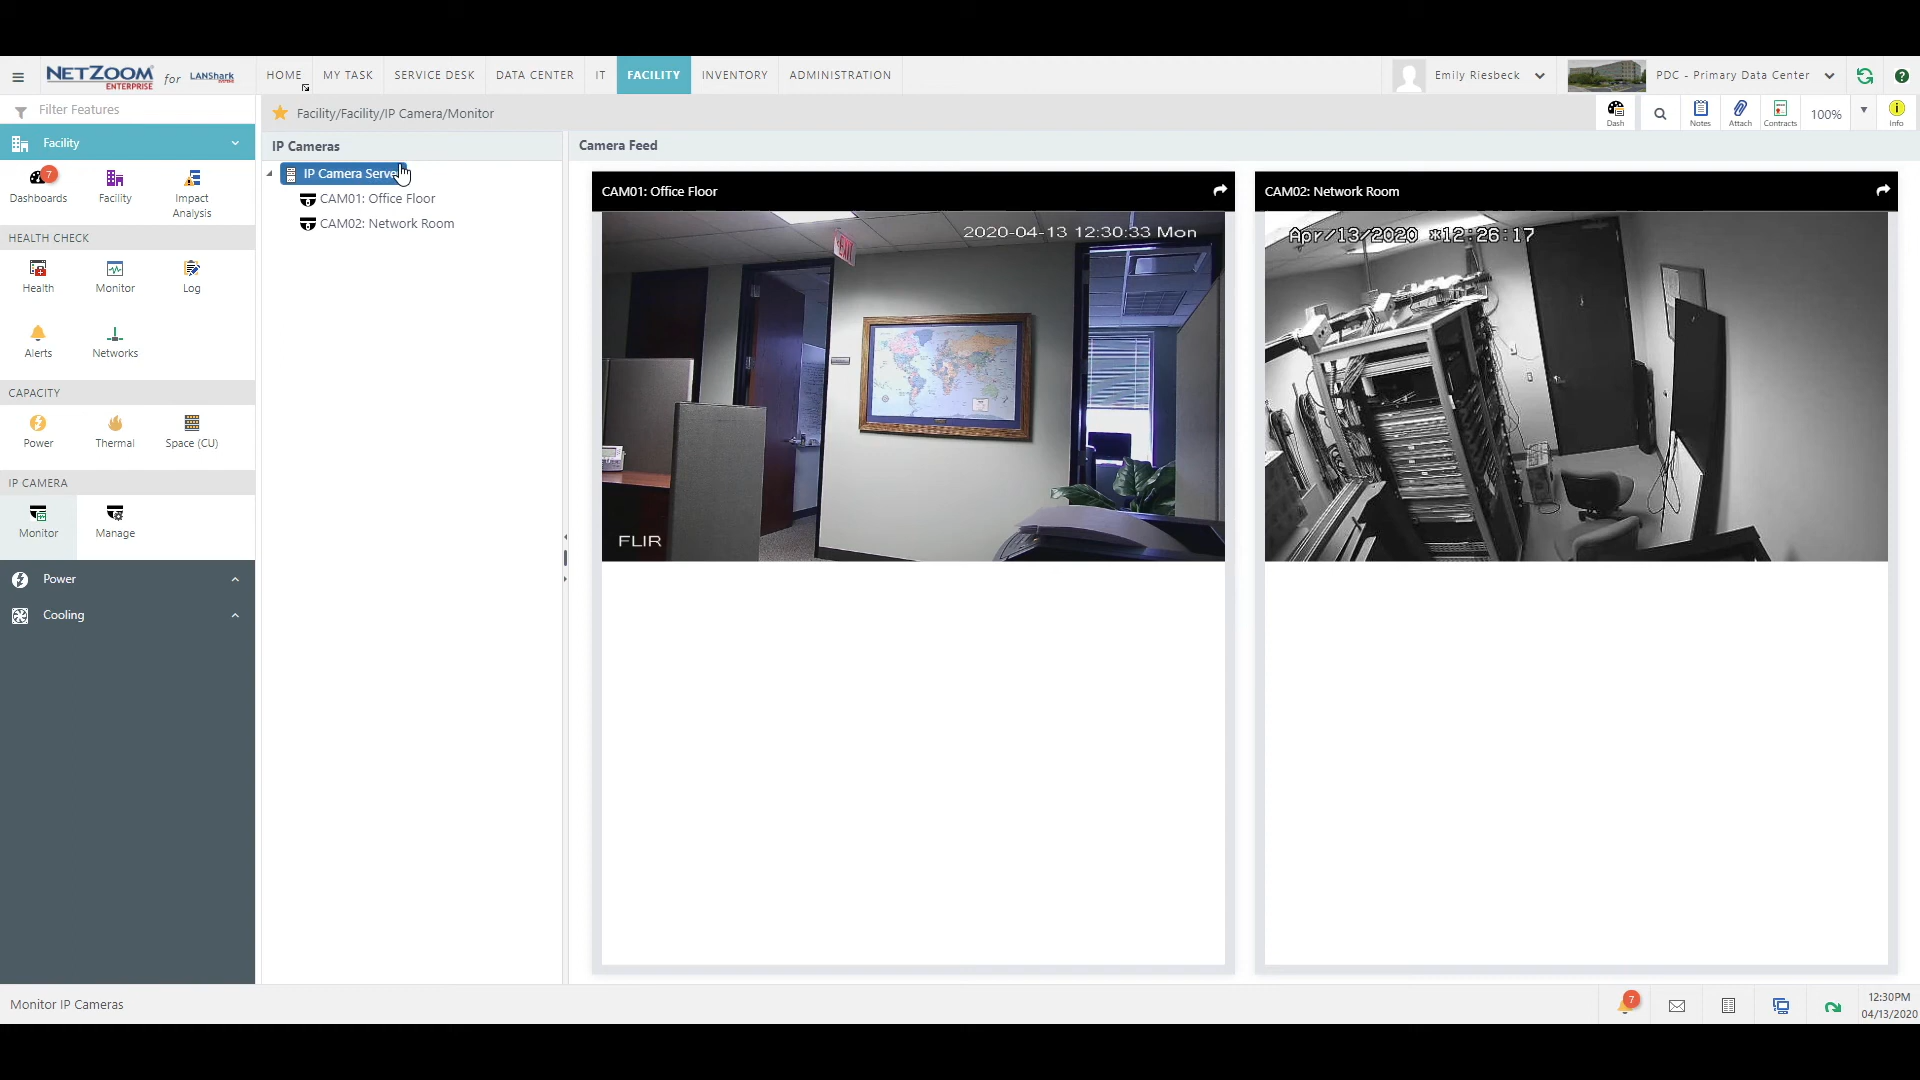 NETZOOM ENTERPRISE for LANShark
HOME MY TASK SERVICE DESK DATA CENTER IT FACILITY INVENTORY ADMINISTRATION
Emily Riesbeck
PDC - Primary Data Center
Filter Features
Facility/Facility/IP Camera/Monitor
Dash Notes Attach Contracts 100% Info
Facility
7
Dashboards Facility Impact Analysis
HEALTH CHECK
Health Monitor Log
Alerts Networks
CAPACITY
Power Thermal Space (CU)
IP CAMERA
Monitor Manage
Power
Cooling
IP Cameras
IP Camera Serve
CAM01: Office Floor
CAM02: Network Room
Camera Feed
CAM01: Office Floor
2020-04-13 12:30:33 Mon
EXIT
FLIR
CAM02: Network Room
Apr/13/2020 *12:26:17
Monitor IP Cameras
7
12:30PM
04/13/2020